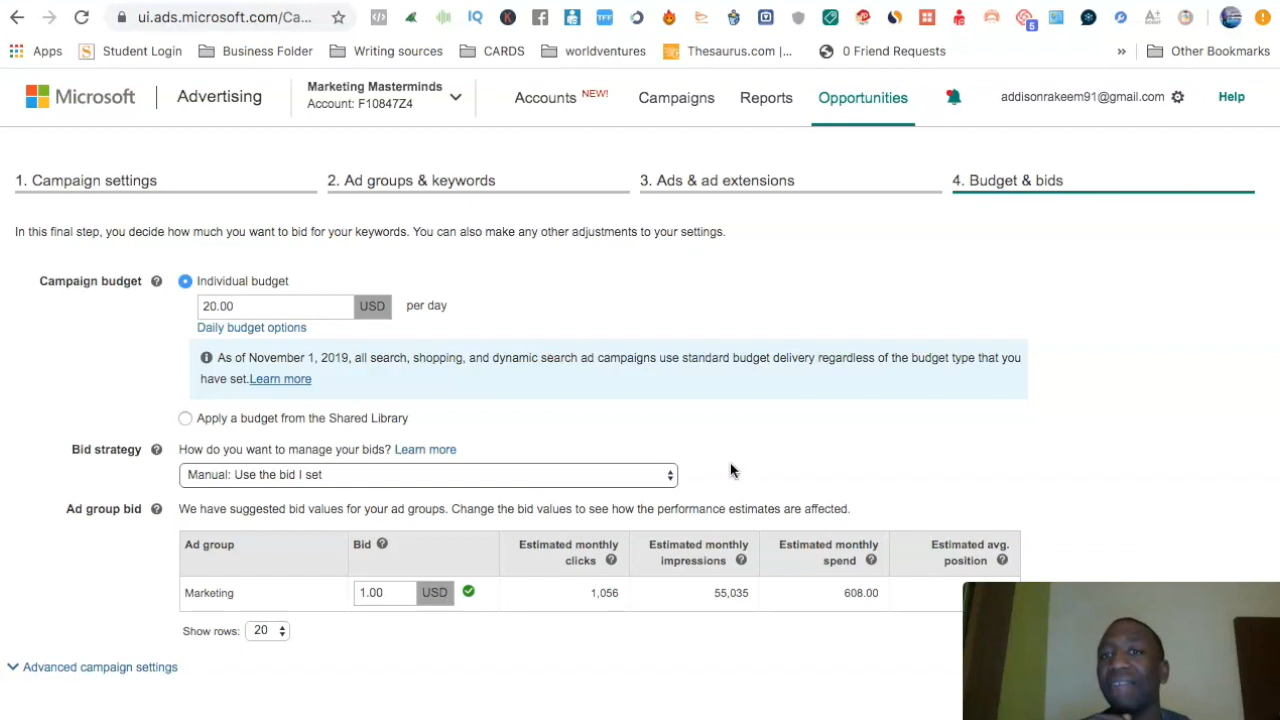 ui.ads.microsoft.com/Ca...
IQ
K
TFF
5
A
Apps
Student Login
Business Folder
Writing sources
CARDS
worldventures
Thesaurus.com |...
0 Friend Requests
»
Other Bookmarks
Microsoft
Advertising
Marketing Masterminds
Account: F10847Z4
Accounts NEW!
Campaigns
Reports
Opportunities
addisonrakeem91@gmail.com
Help
1. Campaign settings
2. Ad groups & keywords
3. Ads & ad extensions
4. Budget & bids
In this final step, you decide how much you want to bid for your keywords. You can also make any other adjustments to your settings.
Campaign budget
Individual budget
20.00 USD per day
Daily budget options
As of November 1, 2019, all search, shopping, and dynamic search ad campaigns use standard budget delivery regardless of the budget type that you
have set.Learn more
Apply a budget from the Shared Library
Bid strategy
How do you want to manage your bids? Learn more
Manual: Use the bid I set
Ad group bid
We have suggested bid values for your ad groups. Change the bid values to see how the performance estimates are affected.
Ad group
Bid
Estimated monthly
clicks
Estimated monthly
impressions
Estimated monthly
spend
Estimated avg.
position
Marketing
1.00 USD
1,056
55,035
608.00
Show rows: 20
Advanced campaign settings